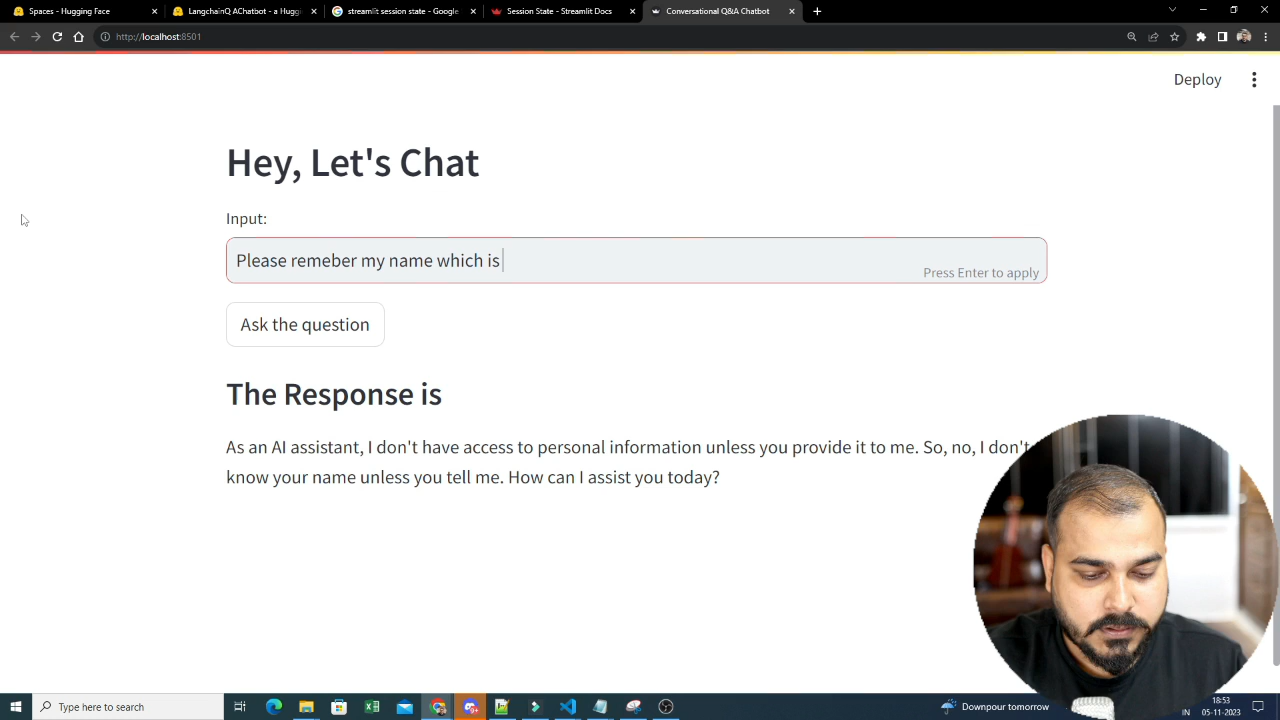 Spaces - Hugging Face
LangchainQ AChatbot - a Huggi
streamlit session state - Google
Session State - Streamlit Docs
Conversational Q&A Chatbot
http://localhost:8501
Deploy
Hey, Let's Chat
Input:
Please remeber my name which is
Press Enter to apply
Ask the question
The Response is
As an AI assistant, I don't have access to personal information unless you provide it to me. So, no, I don't
know your name unless you tell me. How can I assist you today?
Type here to search
Downpour tomorrow
IN
18:53
05-11-2023